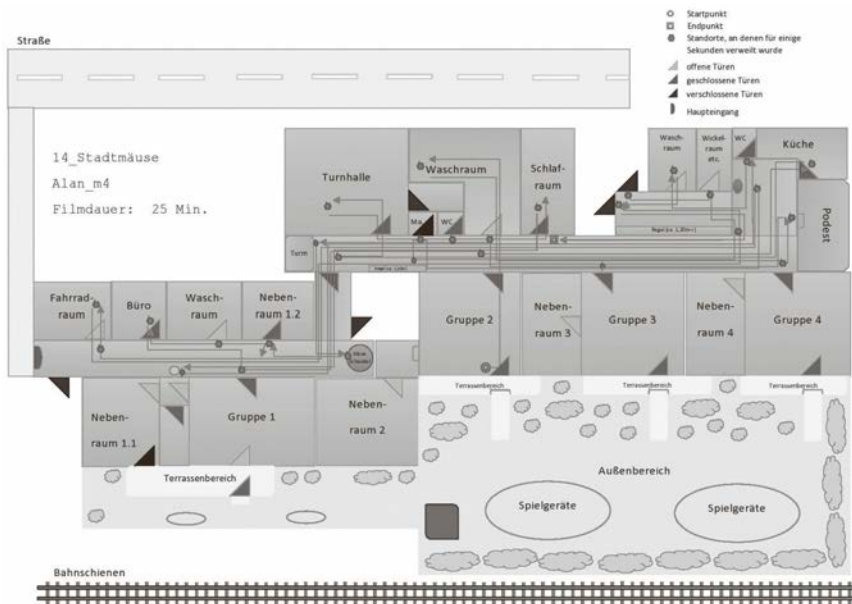 Startpunkt
Endpunkt
Standorte, an denen für einige
Sekunden verweilt wurde
offene Türen
geschlossene Türen
verschlossene Türen
Haupteingang
Straße
14_Stadtmäuse
Alan_m4
Filmdauer: 25 Min.
Turnhalle
Waschraum
Schlaf-
raum
Wasch-
raum
Wickel-
raum
etc.
WC
Küche
Ma.
WC
Podest
Turm
Fahrrad-
raum
Büro
Wasch-
raum
Neben-
raum 1.2
Gruppe 2
Neben-
raum 3
Gruppe 3
Neben-
raum 4
Gruppe 4
Neben-
raum 1.1
Gruppe 1
Neben-
raum 2
Terrassenbereich
Terrassenbereich
Terrassenbereich
Terrassenbereich
Außenbereich
Spielgeräte
Spielgeräte
Bahnschienen